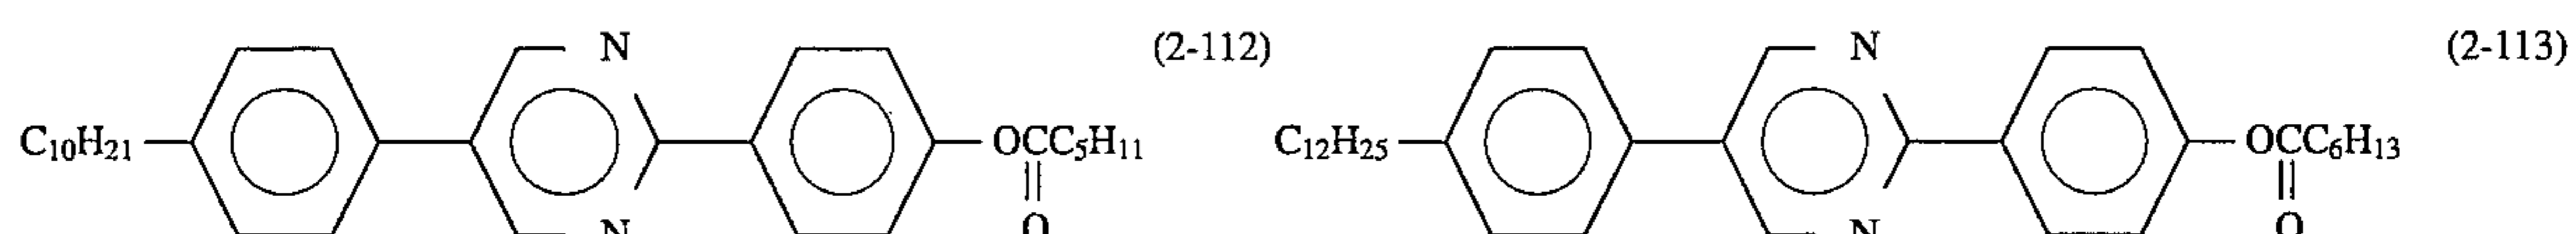 N (2-112) N (2-113)
C10H21 OCC5H11 C12H25 OCC6H13
O O
N N